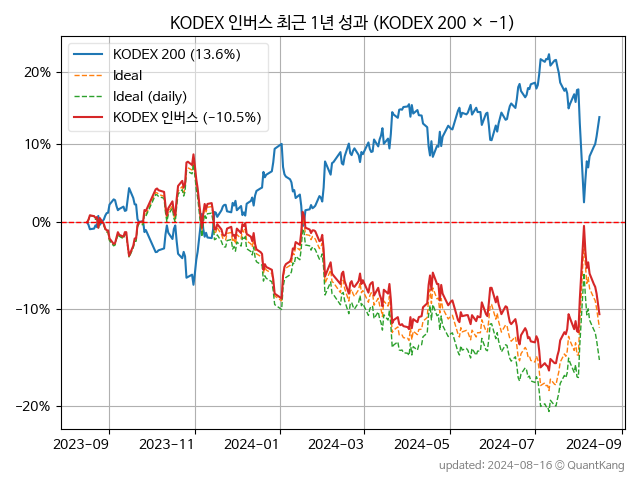 KODEX 인버스 최근 1년 성과 (KODEX 200 × −1)
KODEX 200 (13.6%)
Ideal
Ideal (daily)
KODEX 인버스 (−10.5%)
20%
10%
0%
−10%
−20%
2023−09
2023−11
2024−01
2024−03
2024−05
2024−07
2024−09
updated: 2024−08−16 © QuantKang